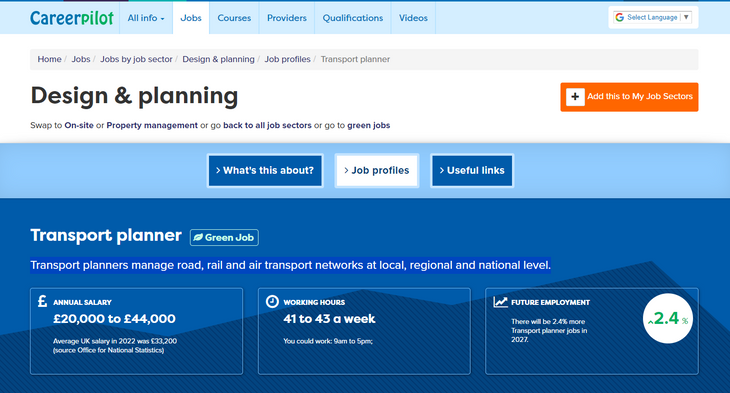 Careerpilot
All info
Jobs
Courses
Providers
Qualifications
Videos
G Select Language ▼
Home / Jobs / Jobs by job sector / Design & planning / Job profiles / Transport planner
Design & planning
+ Add this to My Job Sectors
Swap to On-site or Property management or go back to all job sectors or go to green jobs
> What's this about?
> Job profiles
> Useful links
Transport planner
Green Job
Transport planners manage road, rail and air transport networks at local, regional and national level.
£ ANNUAL SALARY
£20,000 to £44,000
Average UK salary in 2022 was £33,200
(source Office for National Statistics)
WORKING HOURS
41 to 43 a week
You could work: 9am to 5pm;
FUTURE EMPLOYMENT
There will be 2.4% more
Transport planner jobs in
2027.
2.4 %